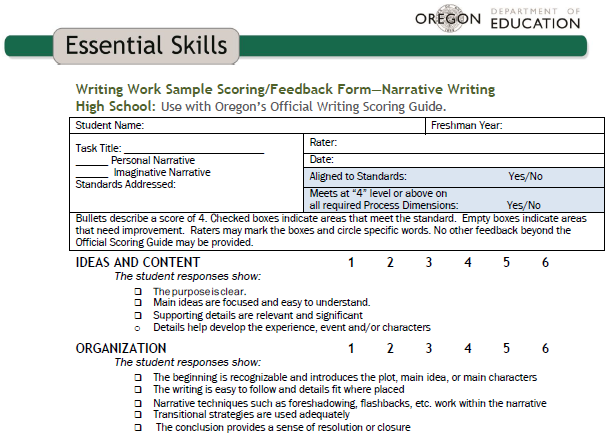 OREGON DEPARTMENT OF EDUCATION
Essential Skills
Writing Work Sample Scoring/Feedback Form—Narrative Writing
High School: Use with Oregon's Official Writing Scoring Guide.
Student Name: Freshman Year:
Task Title: ___________________________
______ Personal Narrative
______ Imaginative Narrative
Standards Addressed:
Rater:
Date:
Aligned to Standards: Yes/No
Meets at "4" level or above on
all required Process Dimensions: Yes/No
Bullets describe a score of 4. Checked boxes indicate areas that meet the standard. Empty boxes indicate areas
that need improvement. Raters may mark the boxes and circle specific words. No other feedback beyond the
Official Scoring Guide may be provided.
IDEAS AND CONTENT 1 2 3 4 5 6
The student responses show:
❑ The purpose is clear.
❑ Main ideas are focused and easy to understand.
❑ Supporting details are relevant and significant
○ Details help develop the experience, event and/or characters
ORGANIZATION 1 2 3 4 5 6
The student responses show:
❑ The beginning is recognizable and introduces the plot, main idea, or main characters
❑ The writing is easy to follow and details fit where placed
❑ Narrative techniques such as foreshadowing, flashbacks, etc. work within the narrative
❑ Transitional strategies are used adequately
❑ The conclusion provides a sense of resolution or closure